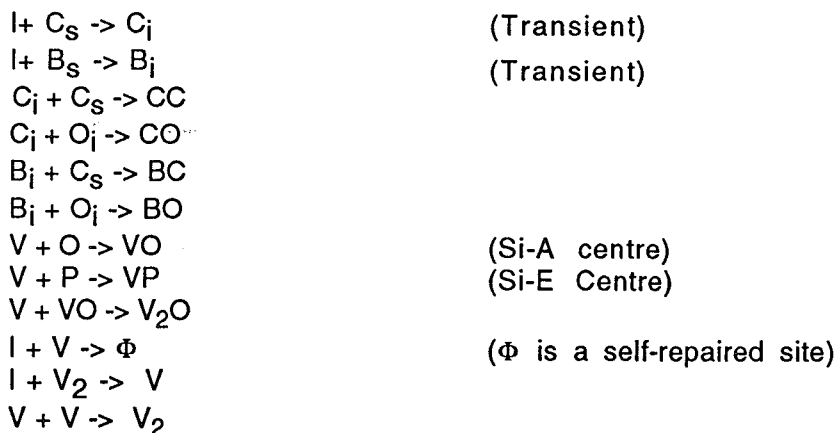 I+ Cs -> Ci (Transient)
I+ Bs -> Bi (Transient)
Ci + Cs -> CC
Ci + Oi -> CO
Bi + Cs -> BC
Bi + Oi -> BO
V + O -> VO (Si-A centre)
V + P -> VP (Si-E Centre)
V + VO -> V2O
I + V -> Φ (Φ is a self-repaired site)
I + V2 -> V
V + V -> V2